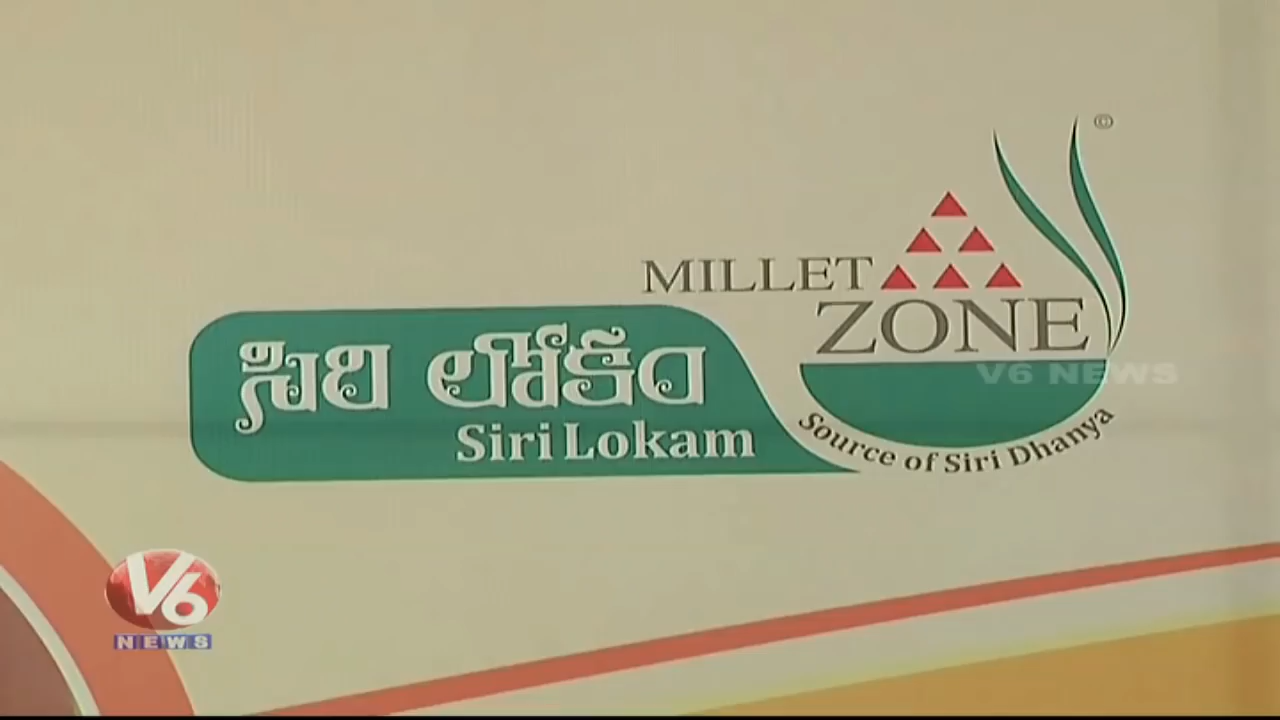 ©
MILLET
ZONE
సిరి లోకం
Siri Lokam
Source of Siri Dhanya
V6 NEWS
V6
NEWS